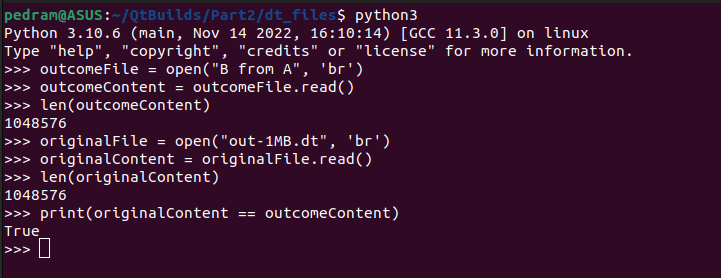 pedram@ASUS:~/QtBuilds/Part2/dt_files$ python3
Python 3.10.6 (main, Nov 14 2022, 16:10:14) [GCC 11.3.0] on linux
Type "help", "copyright", "credits" or "license" for more information.
>>> outcomeFile = open("B from A", 'br')
>>> outcomeContent = outcomeFile.read()
>>> len(outcomeContent)
1048576
>>> originalFile = open("out-1MB.dt", 'br')
>>> originalContent = originalFile.read()
>>> len(originalContent)
1048576
>>> print(originalContent == outcomeContent)
True
>>>